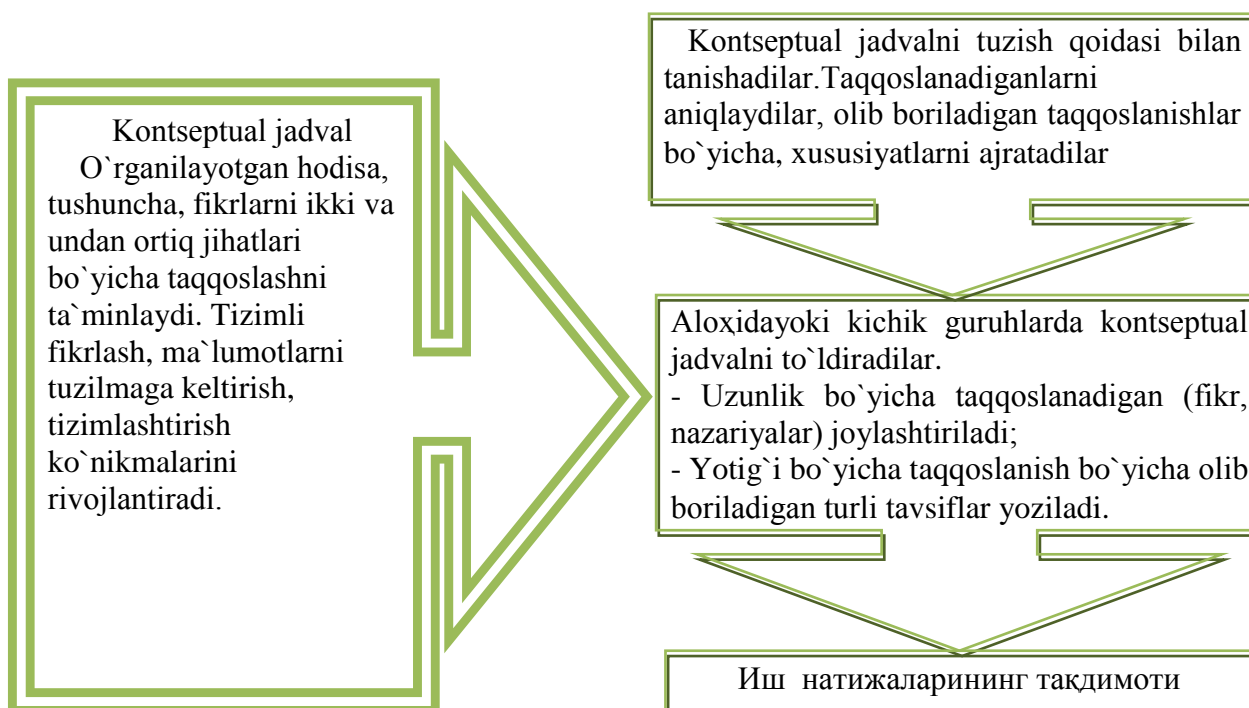 Kontseptual jadval
O`rganilayotgan hodisa,
tushuncha, fikrlarni ikki va
undan ortiq jihatlari
bo`yicha taqqoslashni
ta`minlaydi. Tizimli
fikrlash, ma`lumotlarni
tuzilmaga keltirish,
tizimlashtirish
ko`nikmalarini
rivojlantiradi.
Kontseptual jadvalni tuzish qoidasi bilan
tanishadilar.Taqqoslanadiganlarni
aniqlaydilar, olib boriladigan taqqoslanishlar
bo`yicha, xususiyatlarni ajratadilar
Aloxidayoki kichik guruhlarda kontseptual
jadvalni to`ldiradilar.
- Uzunlik bo`yicha taqqoslanadigan (fikr,
nazariyalar) joylashtiriladi;
- Yotig`i bo`yicha taqqoslanish bo`yicha olib
boriladigan turli tavsiflar yoziladi.
Иш натижаларининг тақдимоти